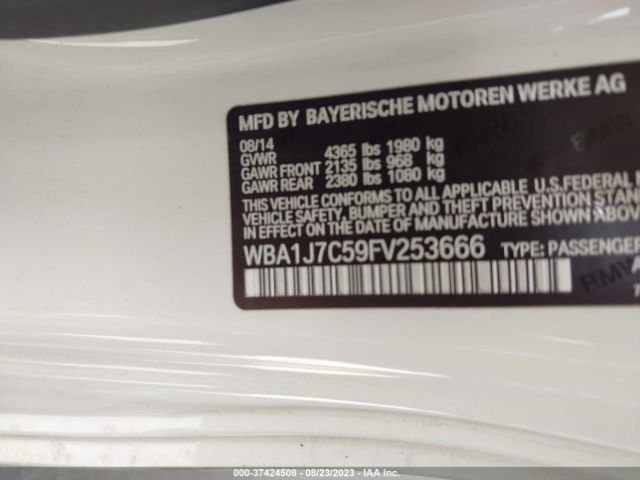 MFD BY BAYERISCHE MOTOREN WERKE AG
08/14
GVWR 4365 lbs 1980 kg
GAWR FRONT 2135 lbs 968 kg
GAWR REAR 2380 lbs 1080 kg
THIS VEHICLE CONFORMS TO ALL APPLICABLE U.S.FEDERAL
VEHICLE SAFETY, BUMPER AND THEFT PREVENTION
IN EFFECT ON THE DATE OF MANUFACTURE SHOWN
WBA1J7C59FV253666 TYPE: PASSENGER
000-37424508 - 08/23/2023 - IAA Inc.